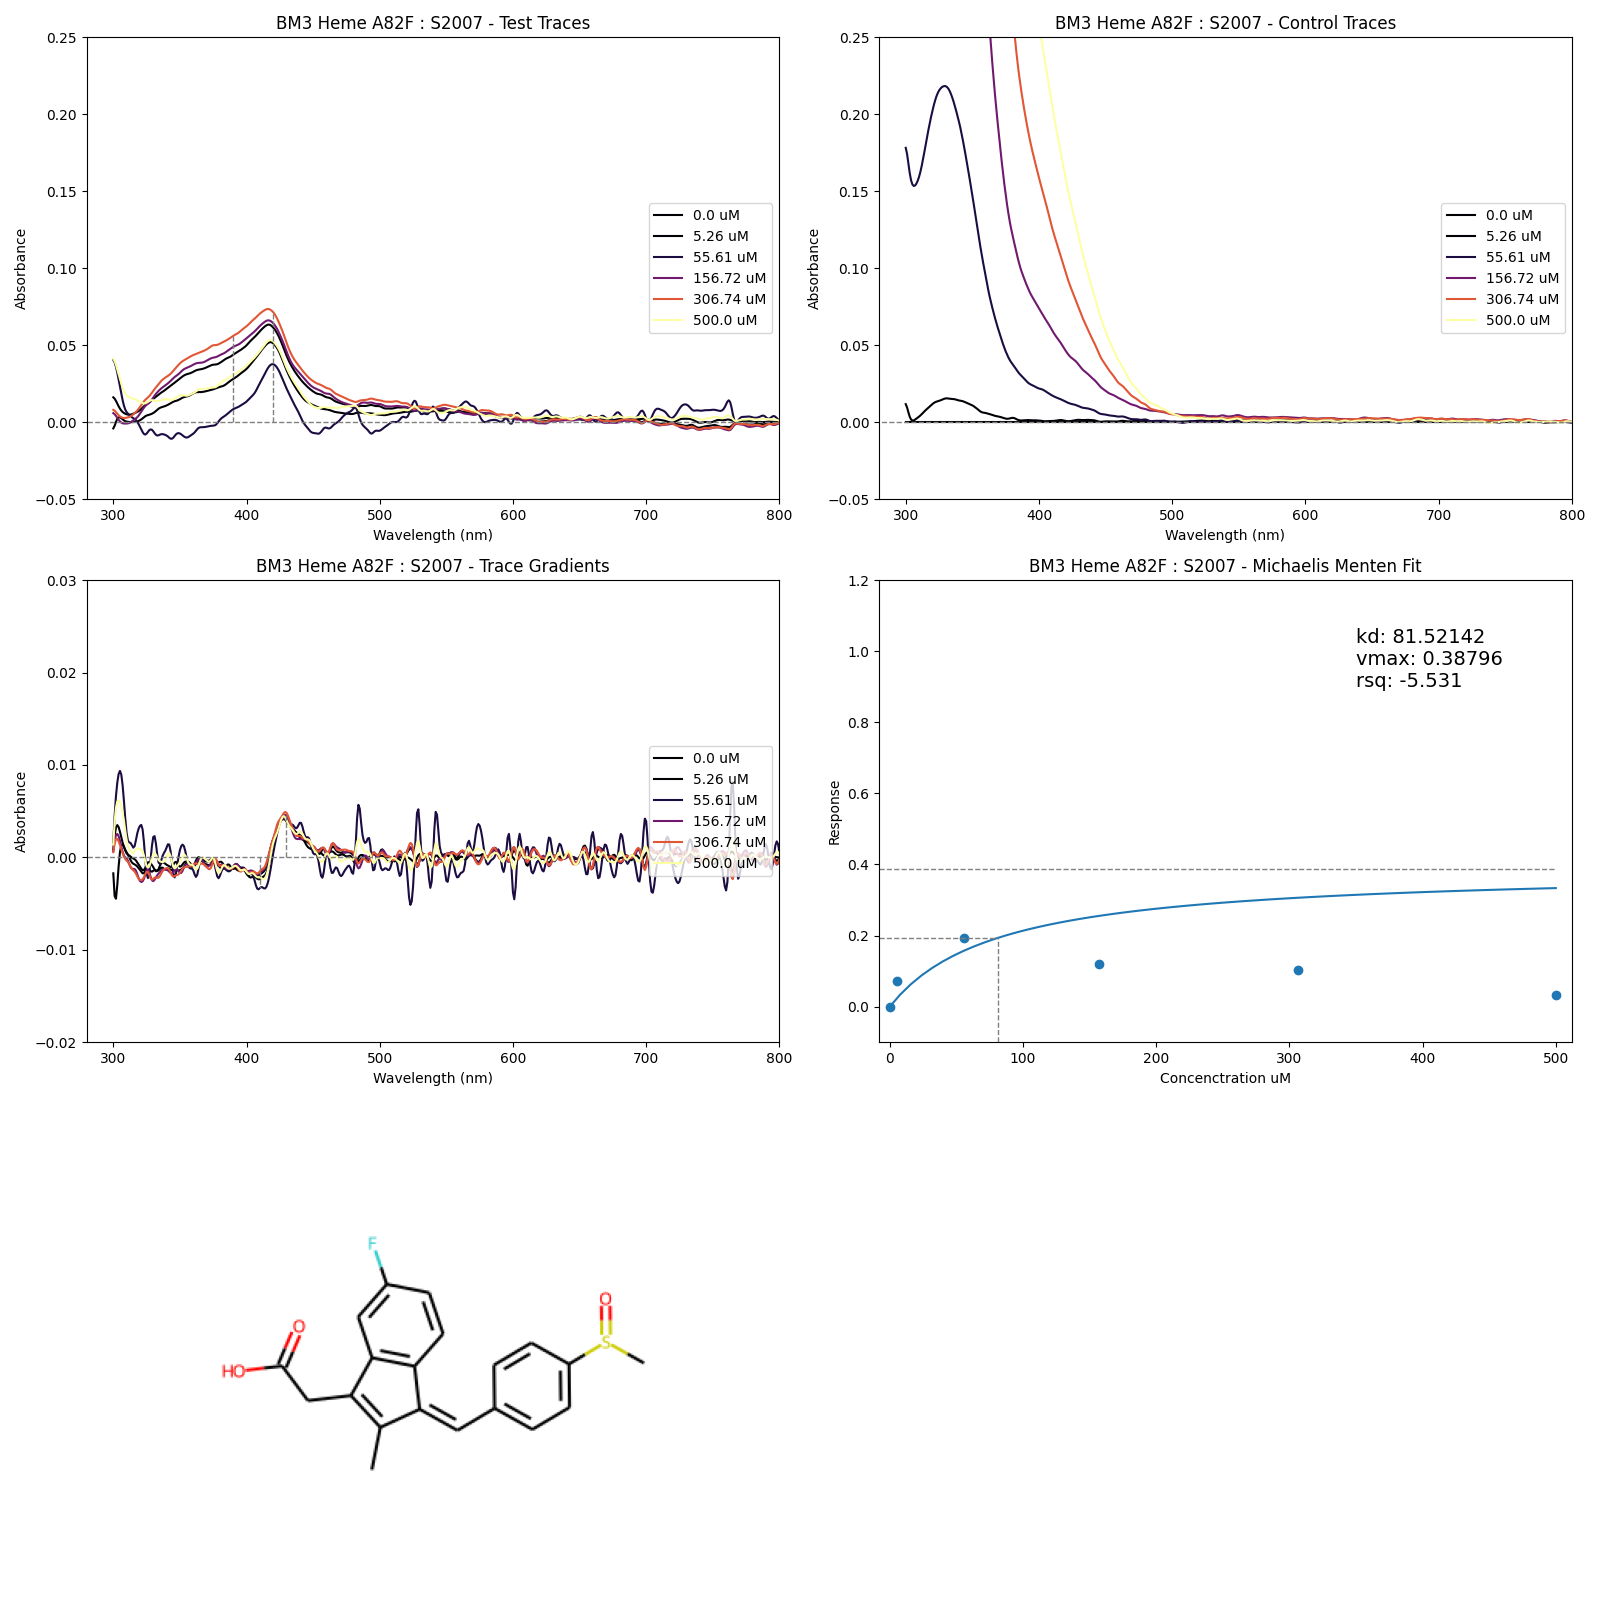 BM3 Heme A82F : S2007 - Test Traces
0.25
0.20
0.15
0.10
0.05
0.00
−0.05
Absorbance
300
400
500
600
700
800
Wavelength (nm)
0.0 uM
5.26 uM
55.61 uM
156.72 uM
306.74 uM
500.0 uM
BM3 Heme A82F : S2007 - Control Traces
0.25
0.20
0.15
0.10
0.05
0.00
−0.05
Absorbance
300
400
500
600
700
800
Wavelength (nm)
0.0 uM
5.26 uM
55.61 uM
156.72 uM
306.74 uM
500.0 uM
BM3 Heme A82F : S2007 - Trace Gradients
0.03
0.02
0.01
0.00
−0.01
−0.02
Absorbance
300
400
500
600
700
800
Wavelength (nm)
0.0 uM
5.26 uM
55.61 uM
156.72 uM
306.74 uM
500.0 uM
BM3 Heme A82F : S2007 - Michaelis Menten Fit
1.2
1.0
0.8
0.6
0.4
0.2
0.0
Response
0
100
200
300
400
500
Concenctration uM
kd: 81.52142
vmax: 0.38796
rsq: -5.531
F
O
HO
O
S